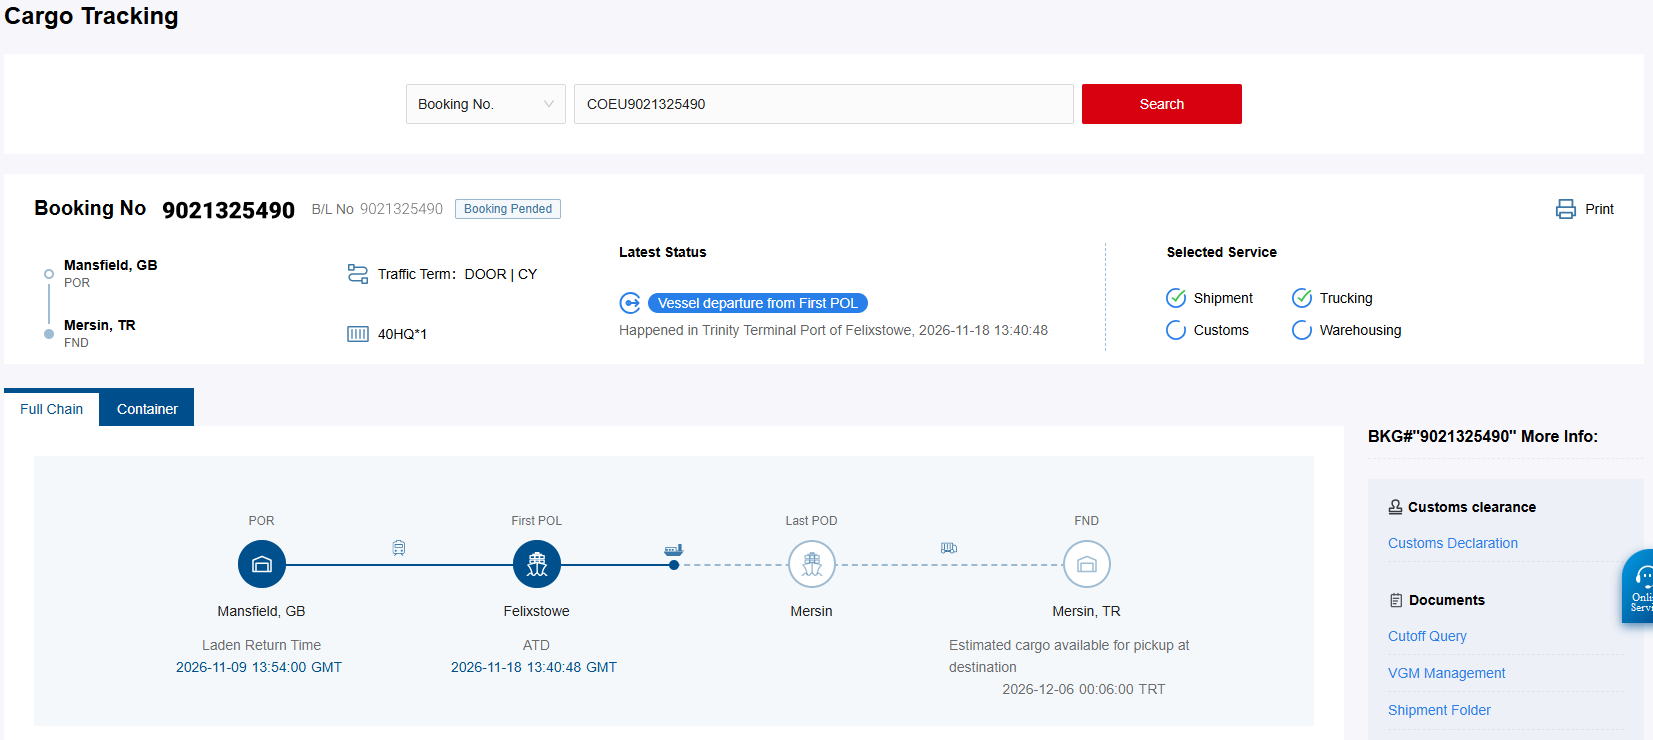 Cargo Tracking
Booking No.
COEU9021325490
Search
Booking No 9021325490 B/L No 9021325490 Booking Pended
Print
Mansfield, GB
POR
Mersin, TR
FND
Traffic Term: DOOR | CY
40HQ*1
Latest Status
Vessel departure from First POL
Happened in Trinity Terminal Port of Felixstowe, 2026-11-18 13:40:48
Selected Service
Shipment
Trucking
Customs
Warehousing
Full Chain
Container
POR
First POL
Last POD
FND
Mansfield, GB
Felixstowe
Mersin
Mersin, TR
Laden Return Time
2026-11-09 13:54:00 GMT
ATD
2026-11-18 13:40:48 GMT
Estimated cargo available for pickup at
destination
2026-12-06 00:06:00 TRT
BKG#"9021325490" More Info:
Customs clearance
Customs Declaration
Documents
Cutoff Query
VGM Management
Shipment Folder
Onli
Servi